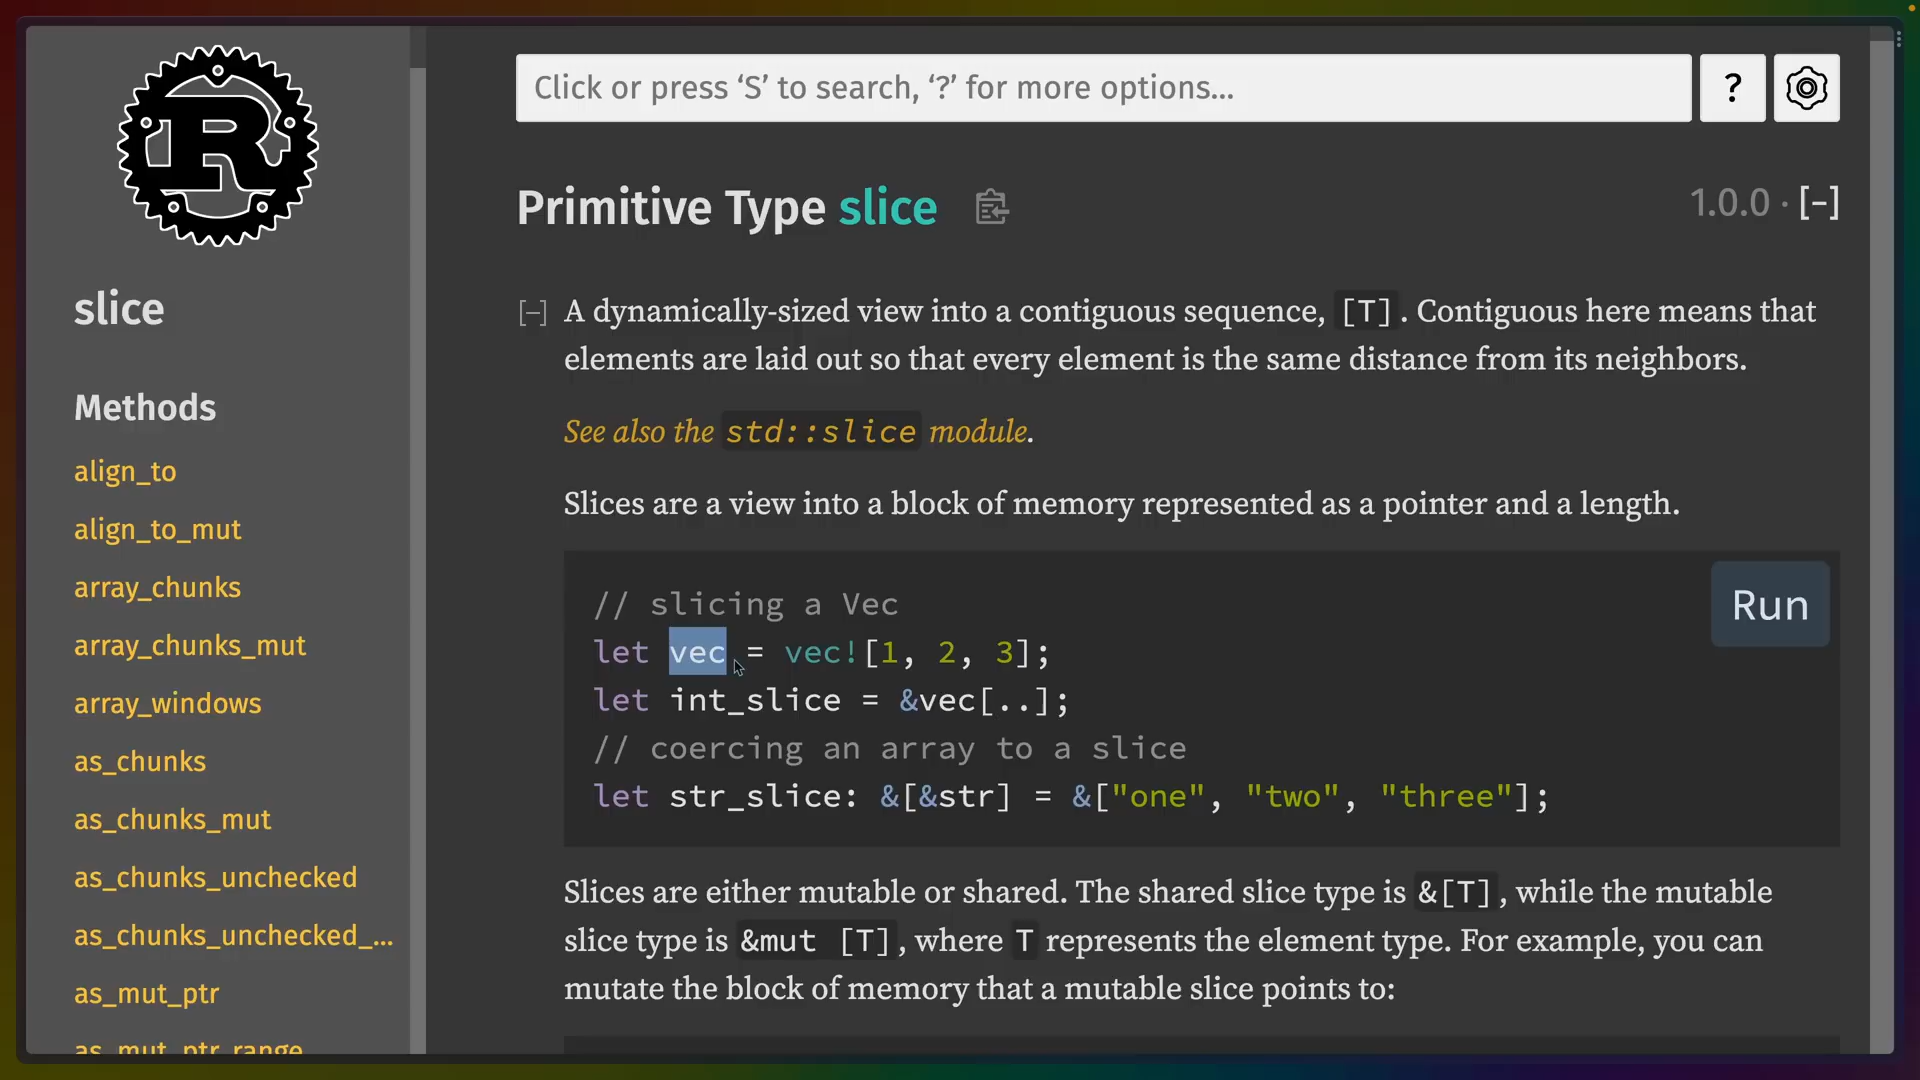 slice
Methods
align_to
align_to_mut
array_chunks
array_chunks_mut
array_windows
as_chunks
as_chunks_mut
as_chunks_unchecked
as_chunks_unchecked_...
as_mut_ptr
as_mut_ptr_range
Click or press ‘S’ to search, ‘?’ for more options...
?
Primitive Type slice
1.0.0 · [−]
[−] A dynamically-sized view into a contiguous sequence, [T]. Contiguous here means that
elements are laid out so that every element is the same distance from its neighbors.
See also the std::slice module.
Slices are a view into a block of memory represented as a pointer and a length.
Run
// slicing a Vec
let vec = vec![1, 2, 3];
let int_slice = &vec[..];
// coercing an array to a slice
let str_slice: &[&str] = &["one", "two", "three"];
Slices are either mutable or shared. The shared slice type is &[T], while the mutable
slice type is &mut [T], where T represents the element type. For example, you can
mutate the block of memory that a mutable slice points to: